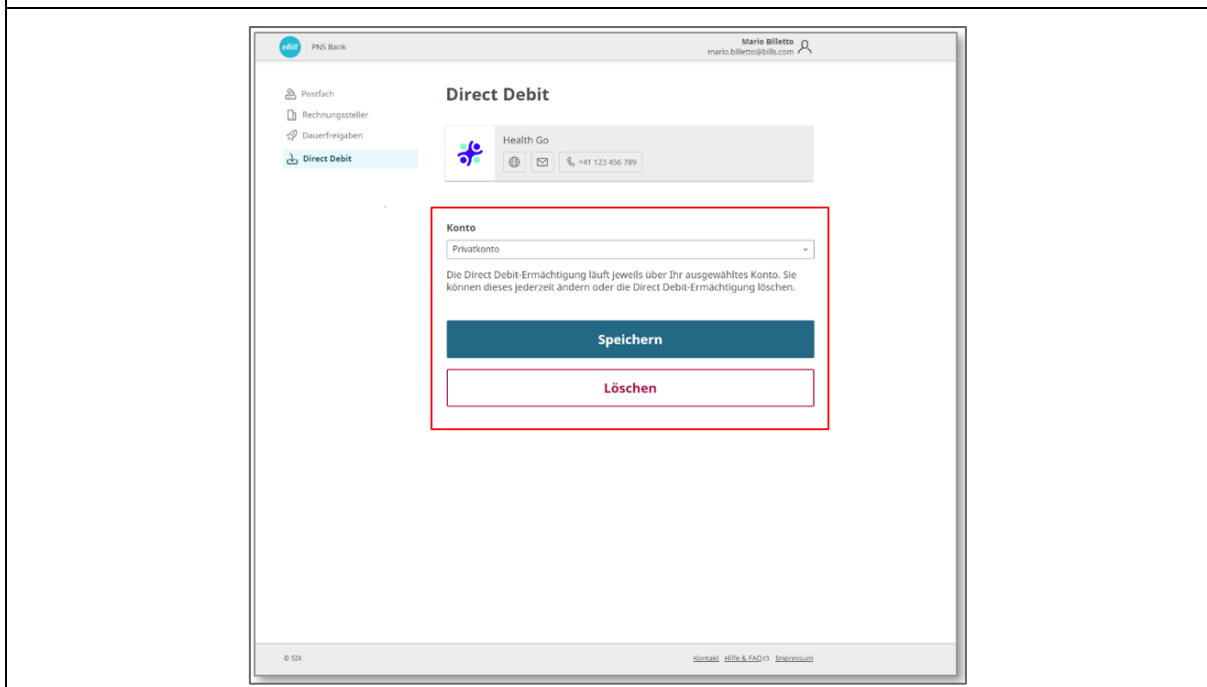 eBill PNS Bank
Mario Billetto
mario.billetto@bills.com
Postfach
Rechnungssteller
Dauerfreigaben
Direct Debit
Direct Debit
Health Go
+41 123 456 789
Konto
Privatkonto
Die Direct Debit-Ermächtigung läuft jeweils über Ihr ausgewähltes Konto. Sie
können dieses jederzeit ändern oder die Direct Debit-Ermächtigung löschen.
Speichern
Löschen
© SIX
Kontakt Hilfe & FAQ Impressum